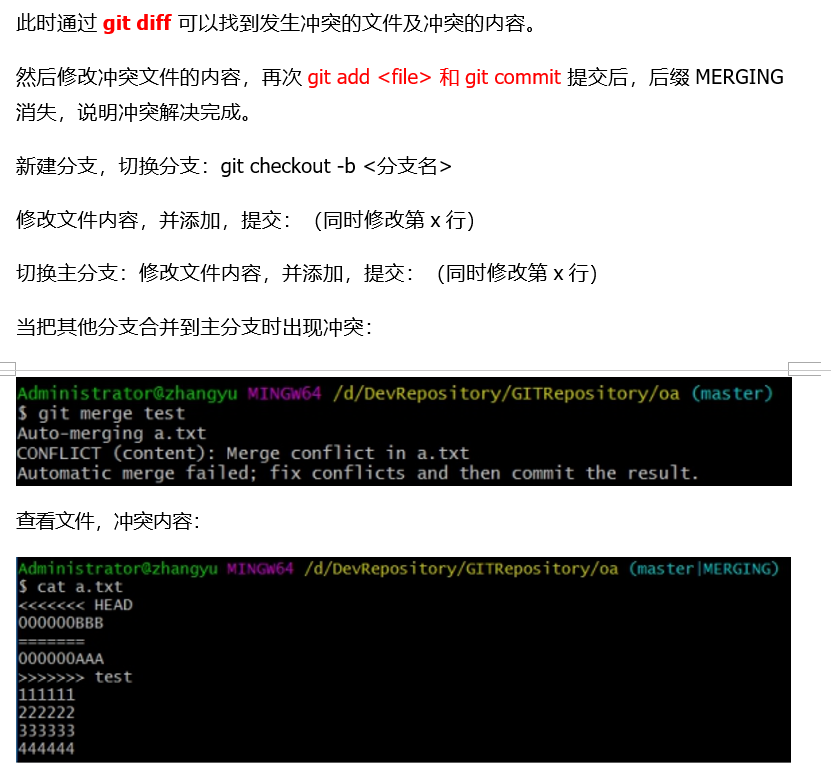 此时通过 git diff 可以找到发生冲突的文件及冲突的内容。
然后修改冲突文件的内容，再次 git add <file> 和 git commit 提交后，后缀 MERGING
消失，说明冲突解决完成。
新建分支，切换分支：git checkout -b <分支名>
修改文件内容，并添加，提交：（同时修改第 x 行）
切换主分支：修改文件内容，并添加，提交：（同时修改第 x 行）
当把其他分支合并到主分支时出现冲突：
Administrator@zhangyu MINGW64 /d/DevRepository/GITRepository/oa (master)
$ git merge test
Auto-merging a.txt
CONFLICT (content): Merge conflict in a.txt
Automatic merge failed; fix conflicts and then commit the result.
查看文件，冲突内容：
Administrator@zhangyu MINGW64 /d/DevRepository/GITRepository/oa (master|MERGING)
$ cat a.txt
<<<<<<< HEAD
000000BBB
=======
000000AAA
>>>>>>> test
111111
222222
333333
444444